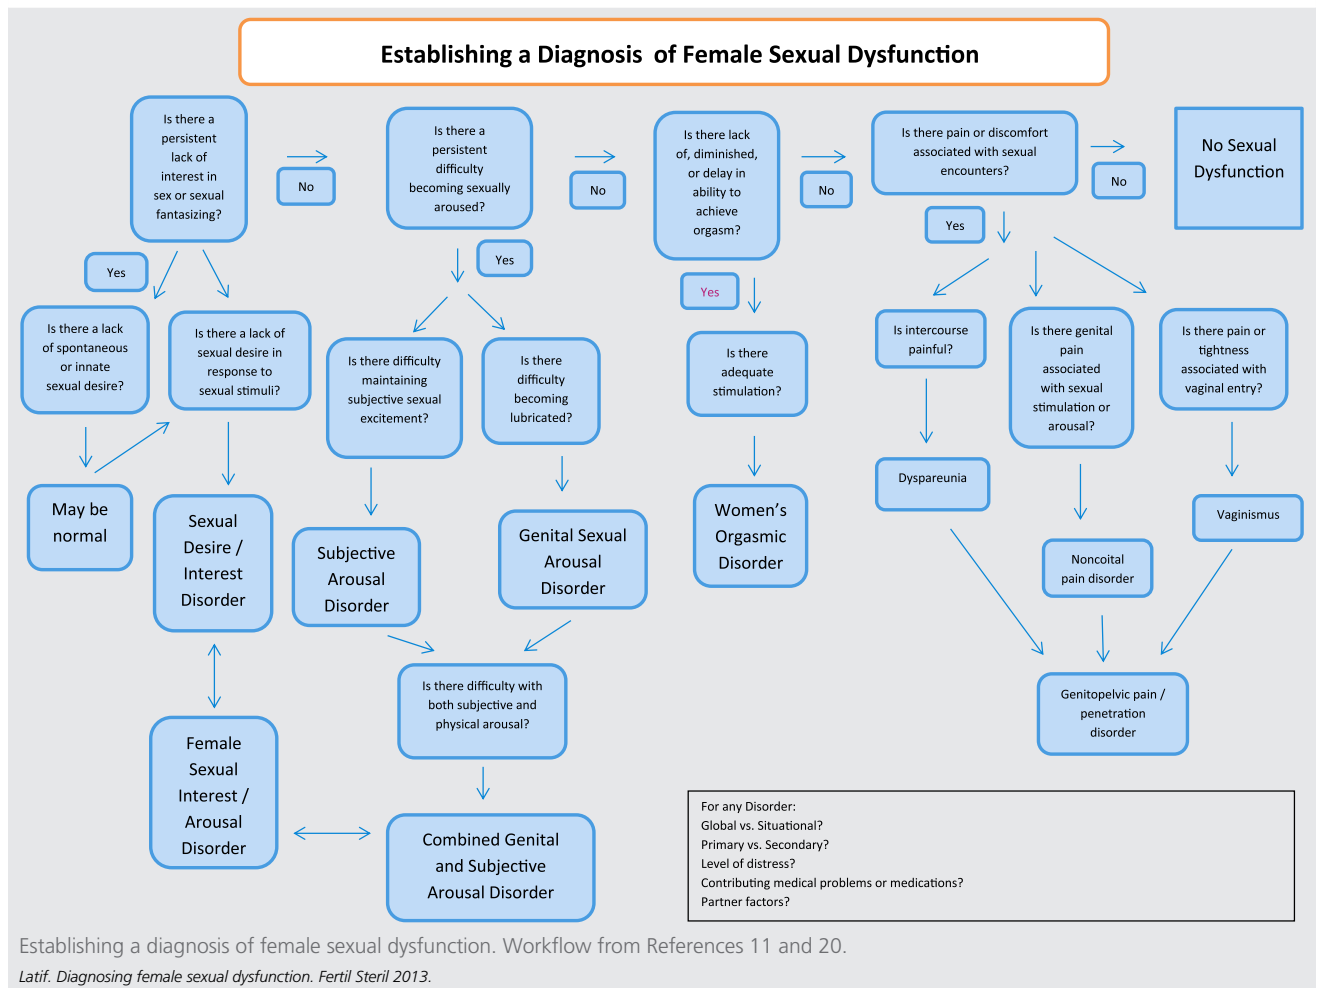 Establishing a Diagnosis of Female Sexual Dysfunction
Is there a
persistent
lack of
interest in
sex or sexual
fantasizing?
No
Is there a
persistent
difficulty
becoming sexually
aroused?
No
Is there lack
of, diminished,
or delay in
ability to
achieve
orgasm?
No
Is there pain or discomfort
associated with sexual
encounters?
No
No Sexual
Dysfunction
Yes
Yes
Yes
Yes
Is there a lack
of spontaneous
or innate
sexual desire?
Is there a lack of
sexual desire in
response to
sexual stimuli?
Is there difficulty
maintaining
subjective sexual
excitement?
Is there
difficulty
becoming
lubricated?
Is there
adequate
stimulation?
Is intercourse
painful?
Is there genital
pain
associated
with sexual
stimulation or
arousal?
Is there pain or
tightness
associated with
vaginal entry?
May be
normal
Sexual
Desire /
Interest
Disorder
Subjective
Arousal
Disorder
Genital Sexual
Arousal
Disorder
Women's
Orgasmic
Disorder
Dyspareunia
Noncoital
pain disorder
Vaginismus
Is there difficulty with
both subjective and
physical arousal?
Genitopelvic pain /
penetration
disorder
Female
Sexual
Interest /
Arousal
Disorder
Combined Genital
and Subjective
Arousal Disorder
For any Disorder:
Global vs. Situational?
Primary vs. Secondary?
Level of distress?
Contributing medical problems or medications?
Partner factors?
Establishing a diagnosis of female sexual dysfunction. Workflow from References 11 and 20.
Latif. Diagnosing female sexual dysfunction. Fertil Steril 2013.